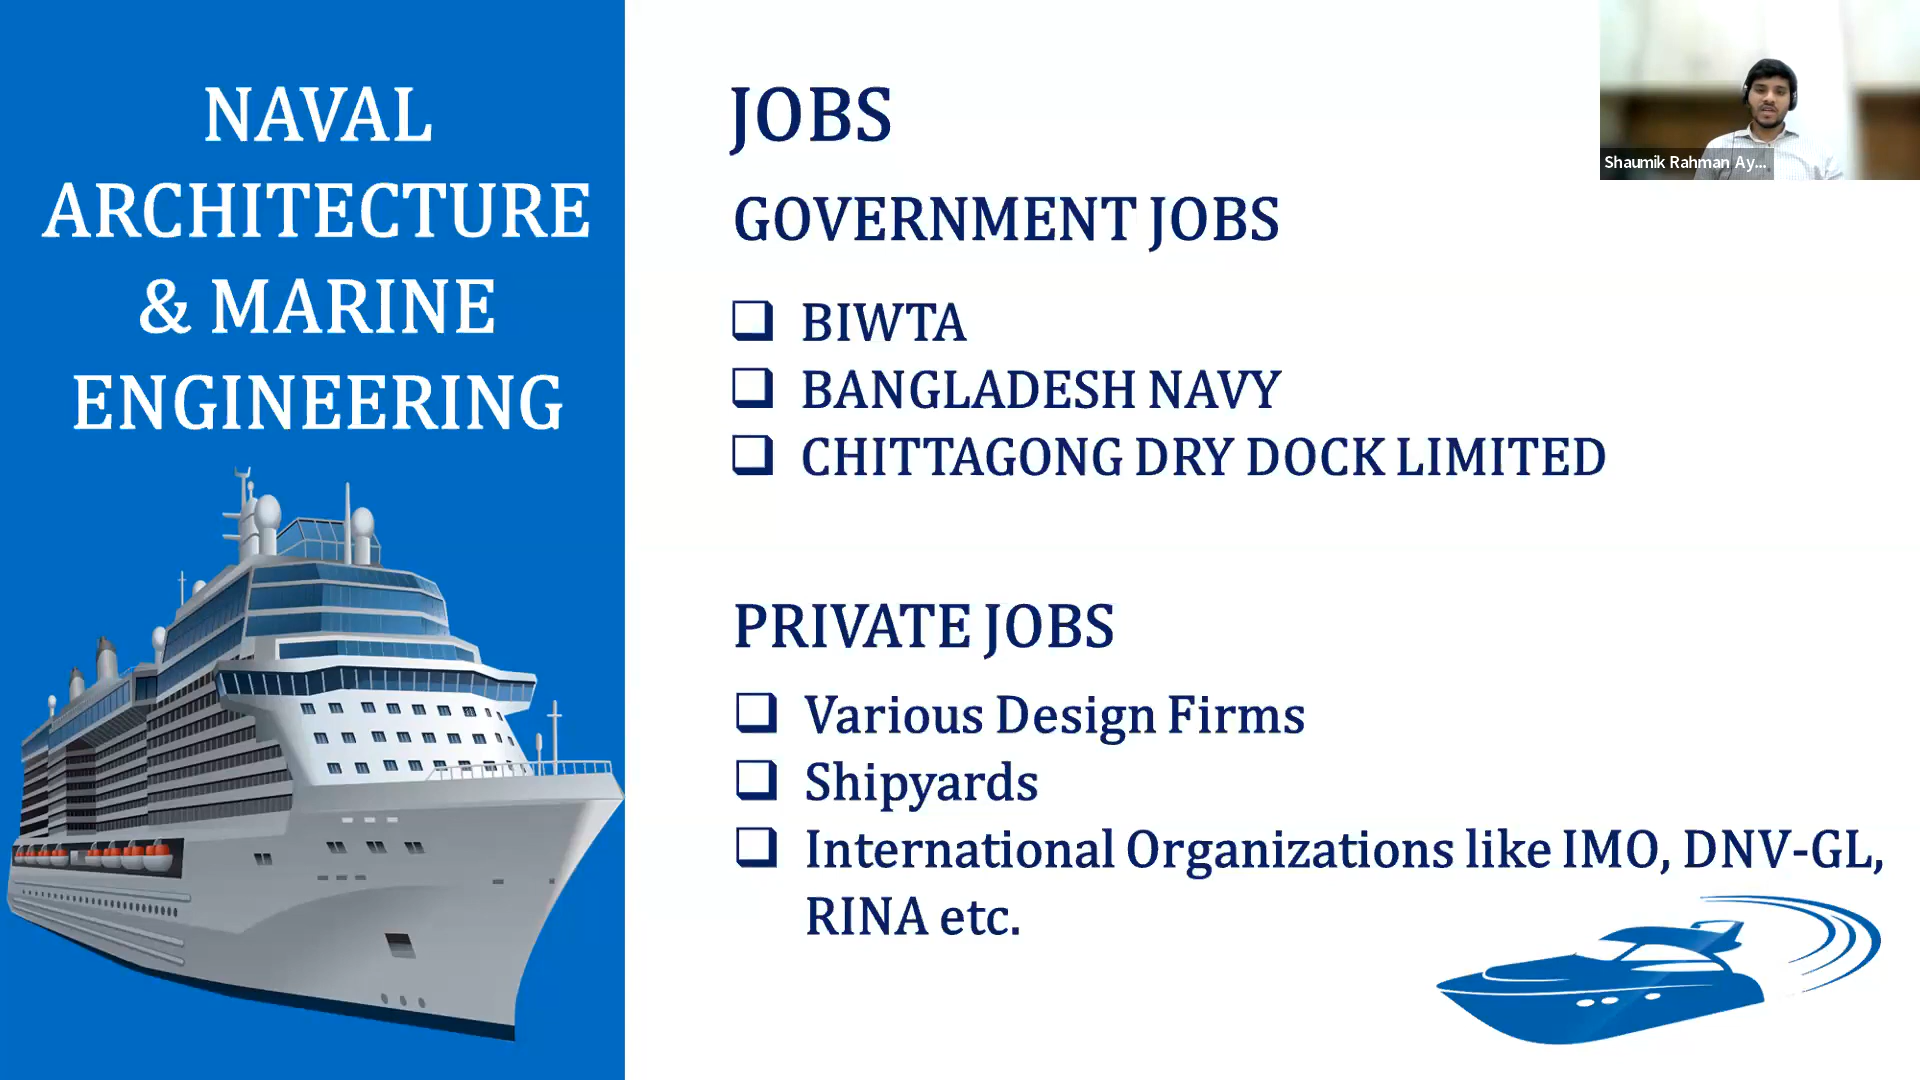 NAVAL
ARCHITECTURE
& MARINE
ENGINEERING
JOBS
GOVERNMENT JOBS
BIWTA
BANGLADESH NAVY
CHITTAGONG DRY DOCK LIMITED
PRIVATE JOBS
Various Design Firms
Shipyards
International Organizations like IMO, DNV-GL,
RINA etc.
Shaumik Rahman Ay...